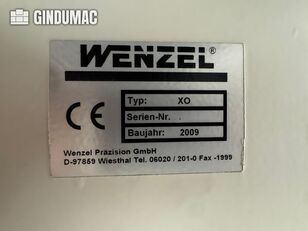 GINDUMAC
WENZEL®
CE
Typ: XO
Serien-Nr. .
Baujahr: 2009
Wenzel Präzision GmbH
D-97859 Wiesthal Tel. 06020 / 201-0 Fax -1999